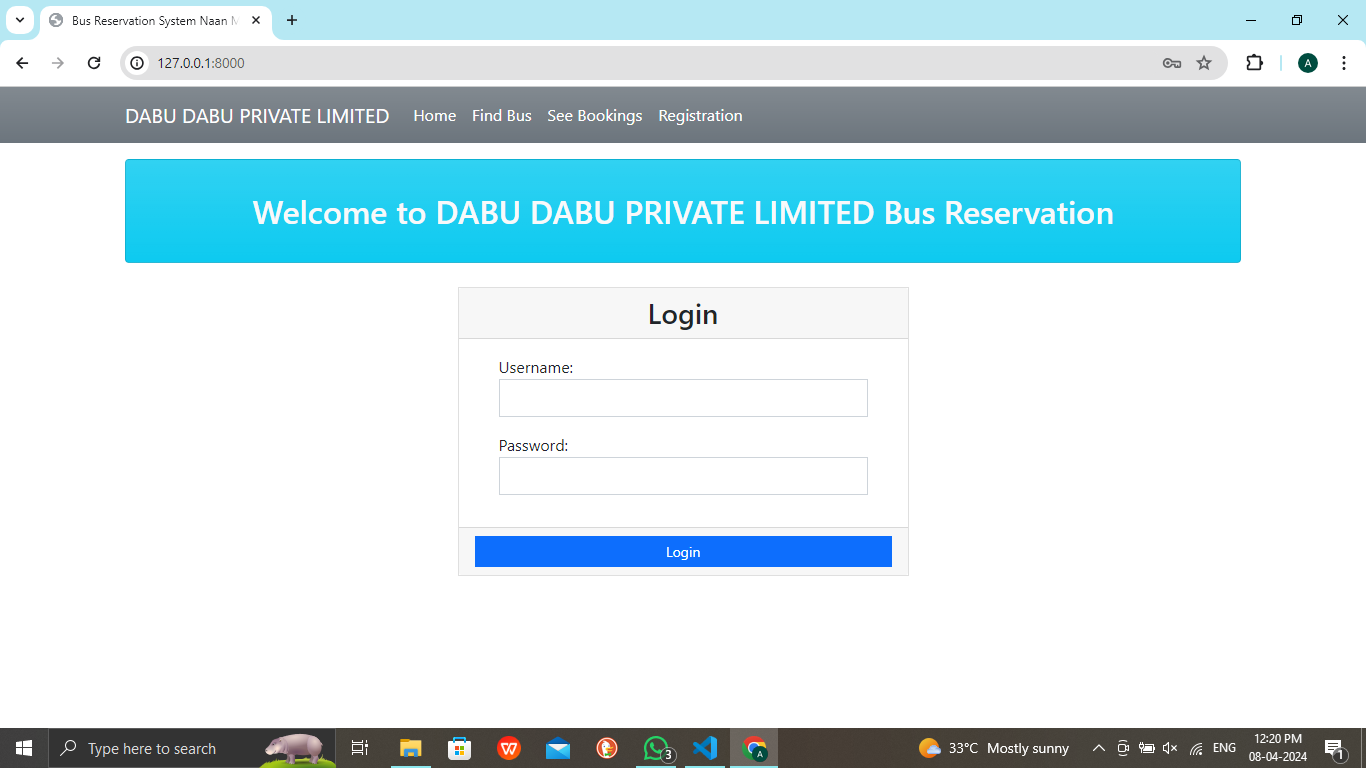 Bus Reservation System Naan M
127.0.0.1:8000
A
DABU DABU PRIVATE LIMITED Home Find Bus See Bookings Registration
Welcome to DABU DABU PRIVATE LIMITED Bus Reservation
Login
Username:
Password:
Login
Type here to search
W
3
A
33°C Mostly sunny
ENG
12:20 PM
08-04-2024
1